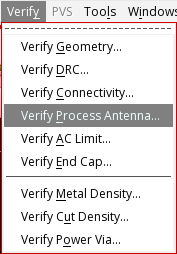 Verify PVS Tools Windows
Verify Geometry...
Verify DRC...
Verify Connectivity...
Verify Process Antenna...
Verify AC Limit...
Verify End Cap...
Verify Metal Density...
Verify Cut Density...
Verify Power Via...